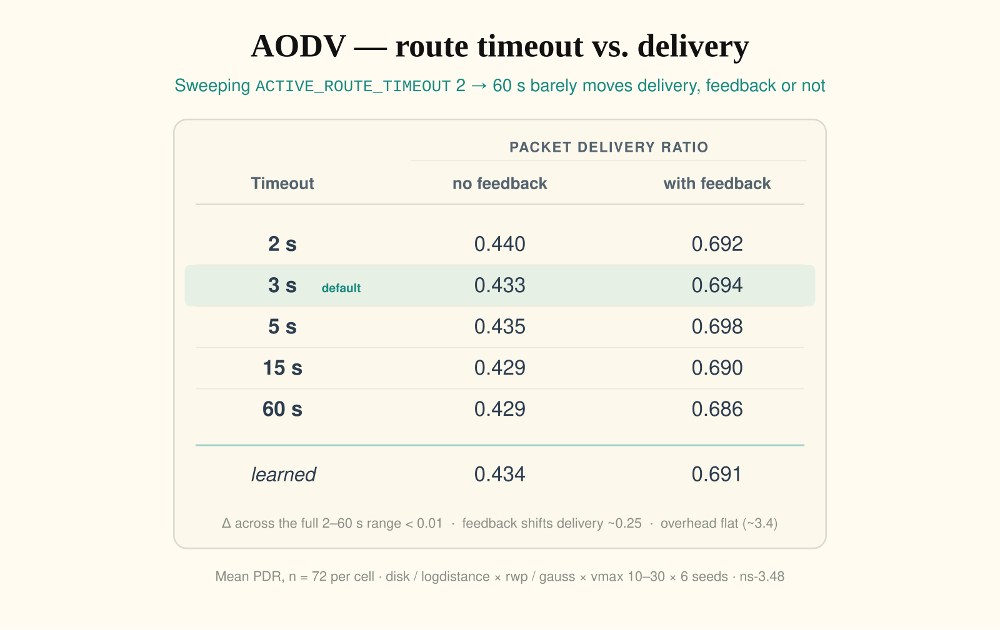 AODV — route timeout vs. delivery
Sweeping ACTIVE_ROUTE_TIMEOUT 2 → 60 s barely moves delivery, feedback or not
PACKET DELIVERY RATIO
Timeout no feedback with feedback
2 s 0.440 0.692
3 s default 0.433 0.694
5 s 0.435 0.698
15 s 0.429 0.690
60 s 0.429 0.686
learned 0.434 0.691
Δ across the full 2–60 s range < 0.01 · feedback shifts delivery ~0.25 · overhead flat (~3.4)
Mean PDR, n = 72 per cell · disk / logdistance × rwp / gauss × vmax 10–30 × 6 seeds · ns-3.48